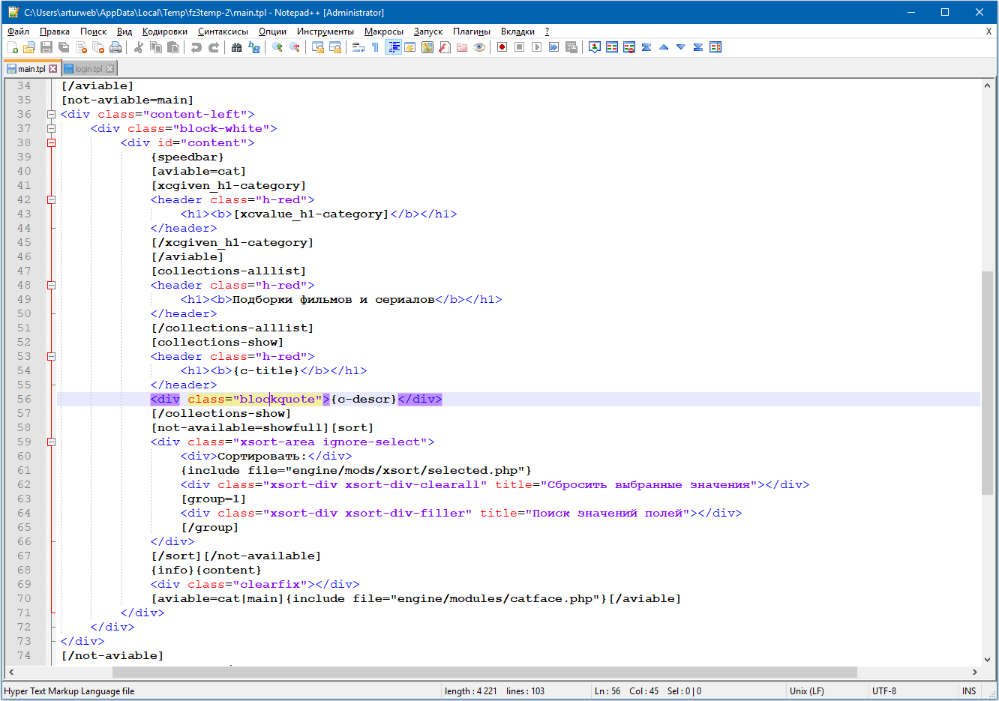 C:\Users\arturweb\AppData\Local\Temp\fz3temp-2\main.tpl - Notepad++ [Administrator]
Файл Правка Поиск Вид Кодировки Синтаксисы Опции Инструменты Макросы Запуск Плагины Вкладки ? X
main.tpl login.tpl
34 [/aviable]
35 [not-aviable=main]
36 <div class="content-left">
37 <div class="block-white">
38 <div id="content">
39 {speedbar}
40 [aviable=cat]
41 [xcgiven_h1-category]
42 <header class="h-red">
43 <h1><b>[xcvalue_h1-category]</b></h1>
44 </header>
45 [/xcgiven_h1-category]
46 [/aviable]
47 [collections-alllist]
48 <header class="h-red">
49 <h1><b>Подборки фильмов и сериалов</b></h1>
50 </header>
51 [/collections-alllist]
52 [collections-show]
53 <header class="h-red">
54 <h1><b>{c-title}</b></h1>
55 </header>
56 <div class="blockquote">{c-descr}</div>
57 [/collections-show]
58 [not-available=showfull][sort]
59 <div class="xsort-area ignore-select">
60 <div>Сортировать:</div>
61 {include file="engine/mods/xsort/selected.php"}
62 <div class="xsort-div xsort-div-clearall" title="Сбросить выбранные значения"></div>
63 [group=1]
64 <div class="xsort-div xsort-div-filler" title="Поиск значений полей"></div>
65 [/group]
66 </div>
67 [/sort][/not-available]
68 {info}{content}
69 <div class="clearfix"></div>
70 [aviable=cat|main]{include file="engine/modules/catface.php"}[/aviable]
71 </div>
72 </div>
73 </div>
74 [/not-aviable]
Hyper Text Markup Language file length : 4 221 lines : 103 Ln : 56 Col : 45 Sel : 0 | 0 Unix (LF) UTF-8 INS